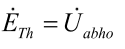 Ė_Th = U̇_abho